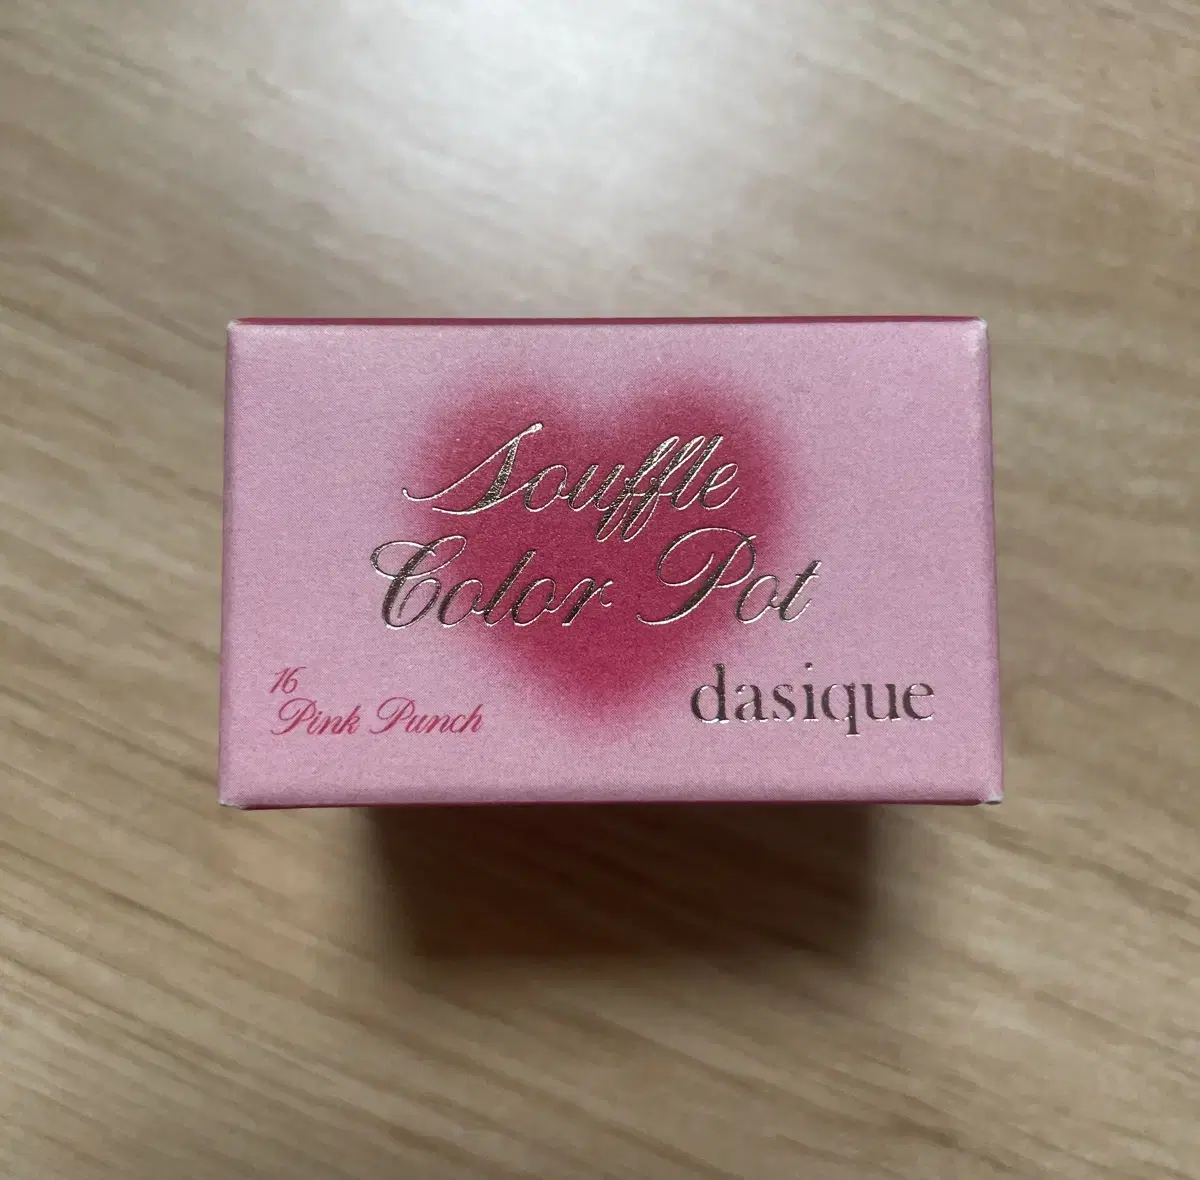 Souffle
Color Pot
16
Pink Punch
dasique